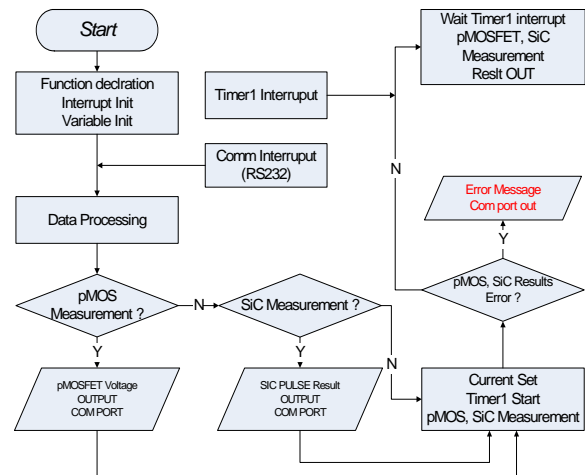 Start
Function declration
Interrupt Init
Variable Init
Comm Interruput
(RS232)
Data Processing
pMOS
Measurement ?
N
Y
SiC Measurement ?
N
Y
pMOSFET Voltage
OUTPUT
COM PORT
SIC PULSE Result
OUTPUT
COM PORT
Current Set
Timer1 Start
pMOS, SiC Measurement
pMOS, SiC Results
Error ?
Y
N
Error Message
Com port out
Timer1 Interruput
Wait Timer1 interrupt
pMOSFET, SiC
Measurement
Reslt OUT